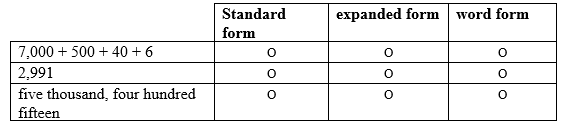 Standard form expanded form word form
7,000 + 500 + 40 + 6 O O O
2,991 O O O
five thousand, four hundred fifteen O O O